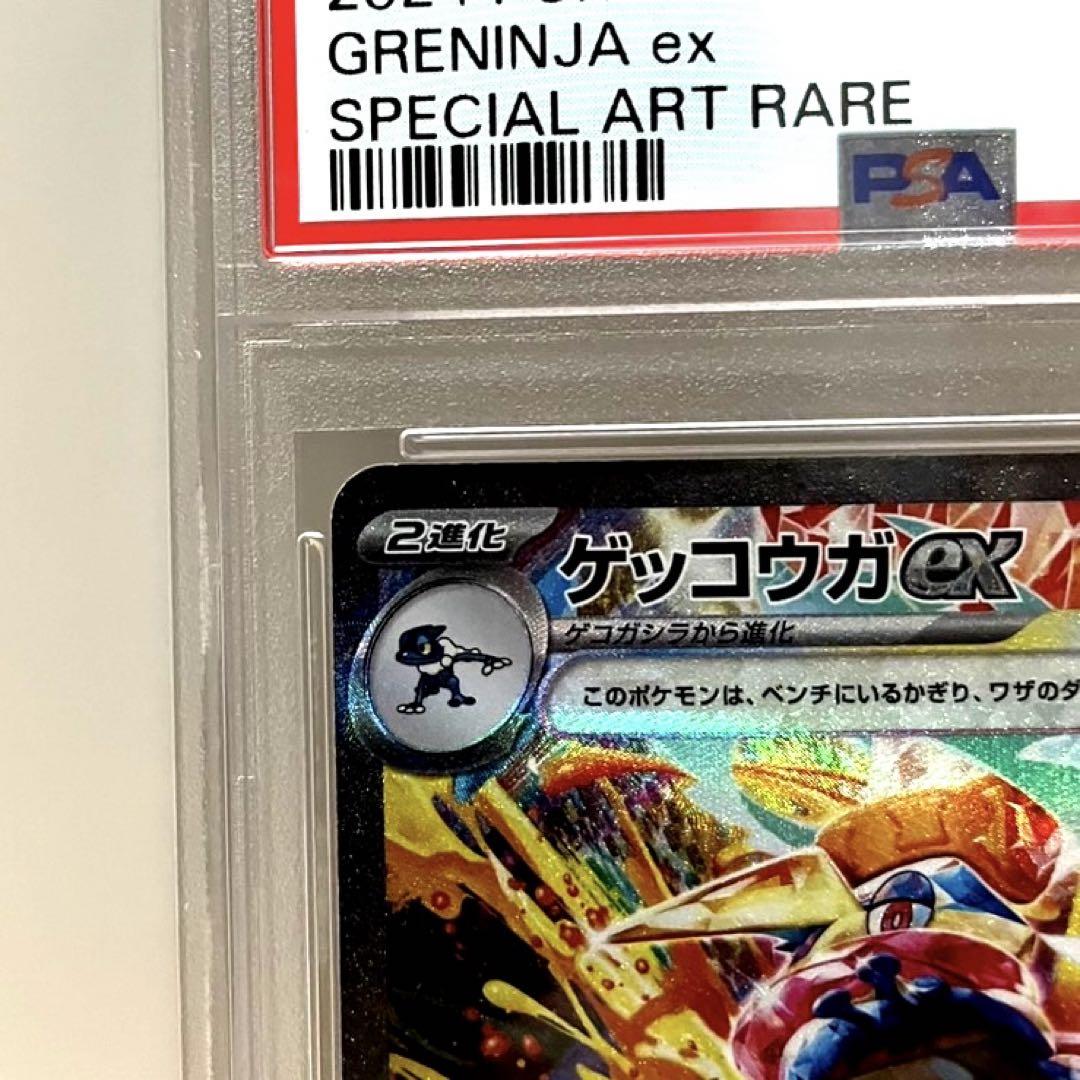 GRENINJA ex
SPECIAL ART RARE
PSA
2進化
ゲッコウガex
ゲコガシラから進化
このポケモンは、ベンチにいるかぎり、ワザのダ